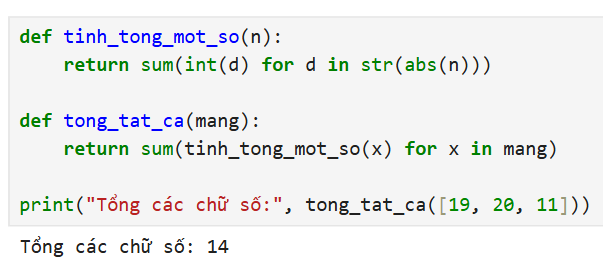 def tinh_tong_mot_so(n):
    return sum(int(d) for d in str(abs(n)))
def tong_tat_ca(mang):
    return sum(tinh_tong_mot_so(x) for x in mang)
print("Tổng các chữ số:", tong_tat_ca([19, 20, 11]))
Tổng các chữ số: 14